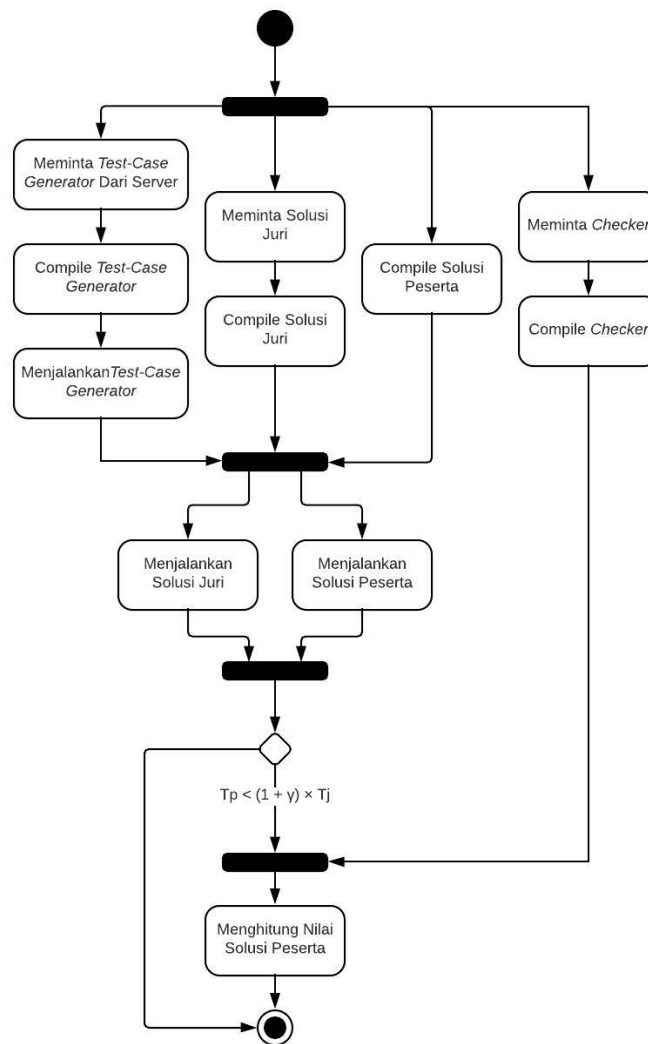 Meminta Test-Case
Generator Dari Server
Compile Test-Case
Generator
MenjalankanTest-Case
Generator
Meminta Solusi
Juri
Compile Solusi
Juri
Compile Solusi
Peserta
Meminta Checker
Compile Checker
Menjalankan
Solusi Juri
Menjalankan
Solusi Peserta
Tp < (1 + γ) × Tj
Menghitung Nilai
Solusi Peserta